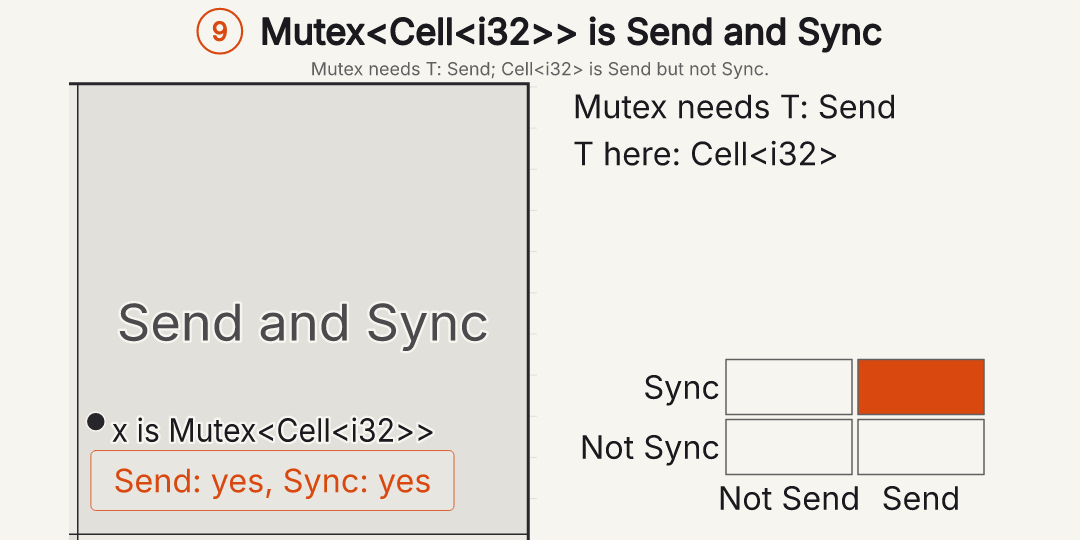 9 Mutex<Cell<i32>> is Send and Sync
Mutex needs T: Send; Cell<i32> is Send but not Sync.
Mutex needs T: Send
T here: Cell<i32>
Send and Sync
x is Mutex<Cell<i32>>
Send: yes, Sync: yes
Sync
Not Sync
Not Send Send